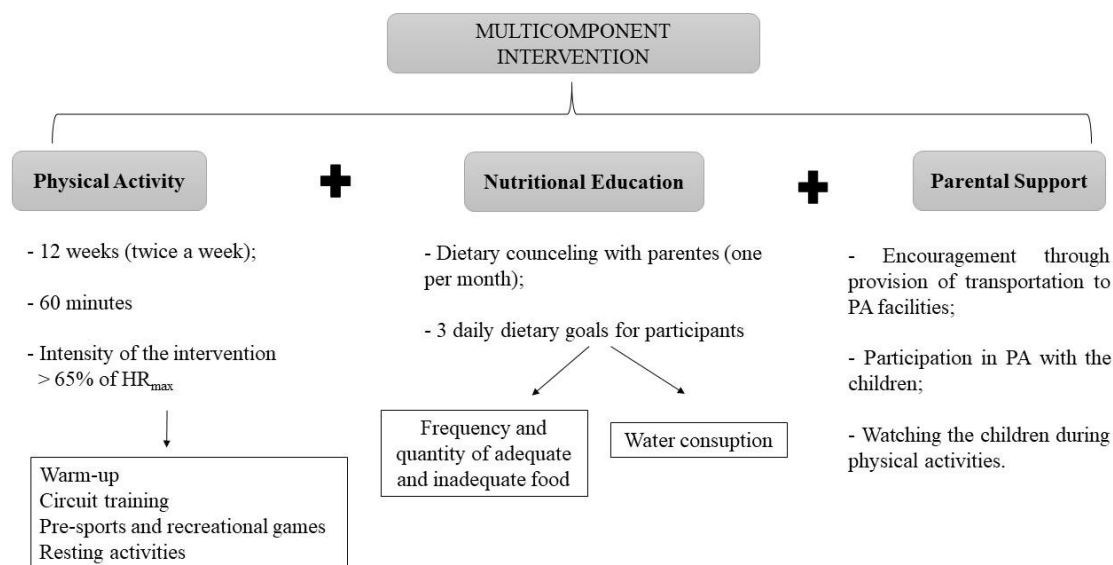 MULTICOMPONENT
INTERVENTION
Physical Activity
Nutritional Education
Parental Support
- 12 weeks (twice a week);
- 60 minutes
- Intensity of the intervention
> 65% of HRmax
Warm-up
Circuit training
Pre-sports and recreational games
Resting activities
- Dietary counceling with parentes (one
per month);
- 3 daily dietary goals for participants
Frequency and
quantity of adequate
and inadequate food
Water consuption
- Encouragement through
provision of transportation to
PA facilities;
- Participation in PA with the
children;
- Watching the children during
physical activities.